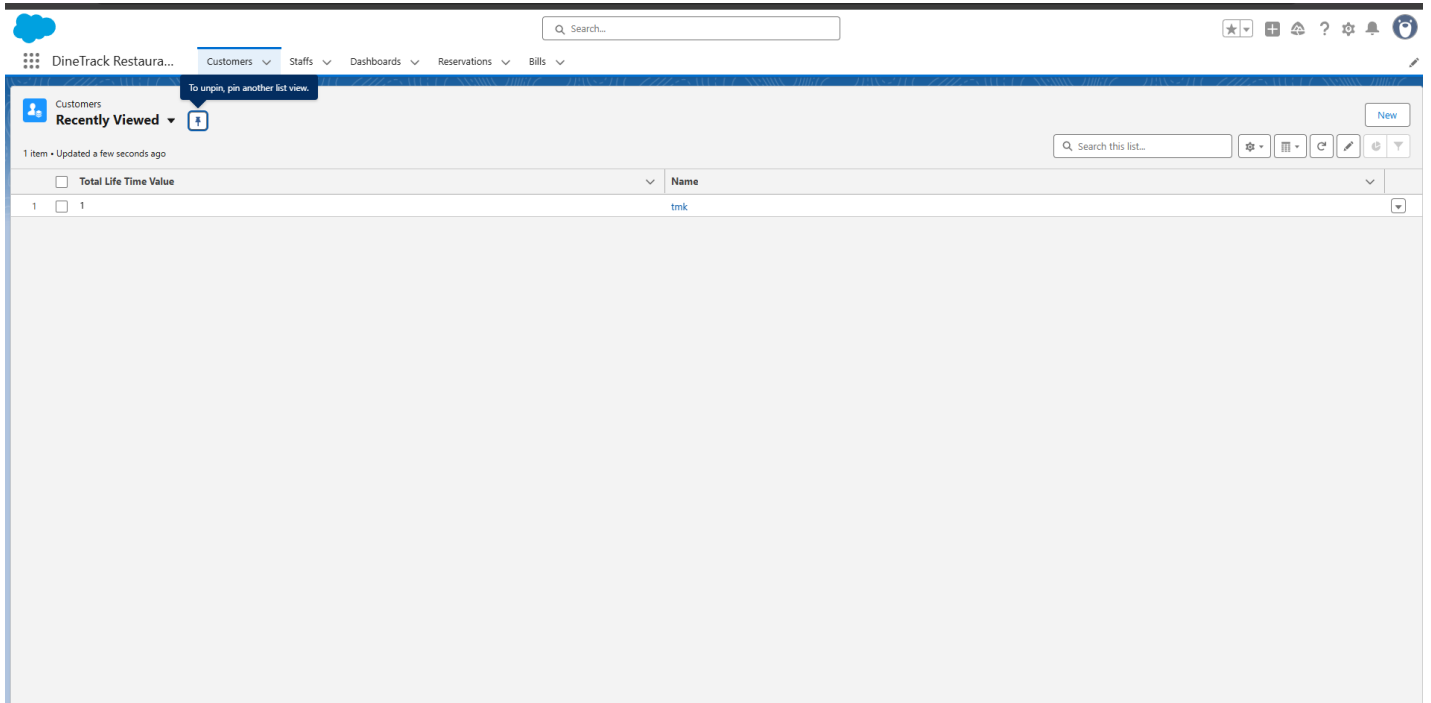 Search...
DineTrack Restaura...
Customers
Staffs
Dashboards
Reservations
Bills
To unpin, pin another list view.
Customers
Recently Viewed
New
1 item • Updated a few seconds ago
Search this list...
Total Life Time Value
Name
1 1 tmk